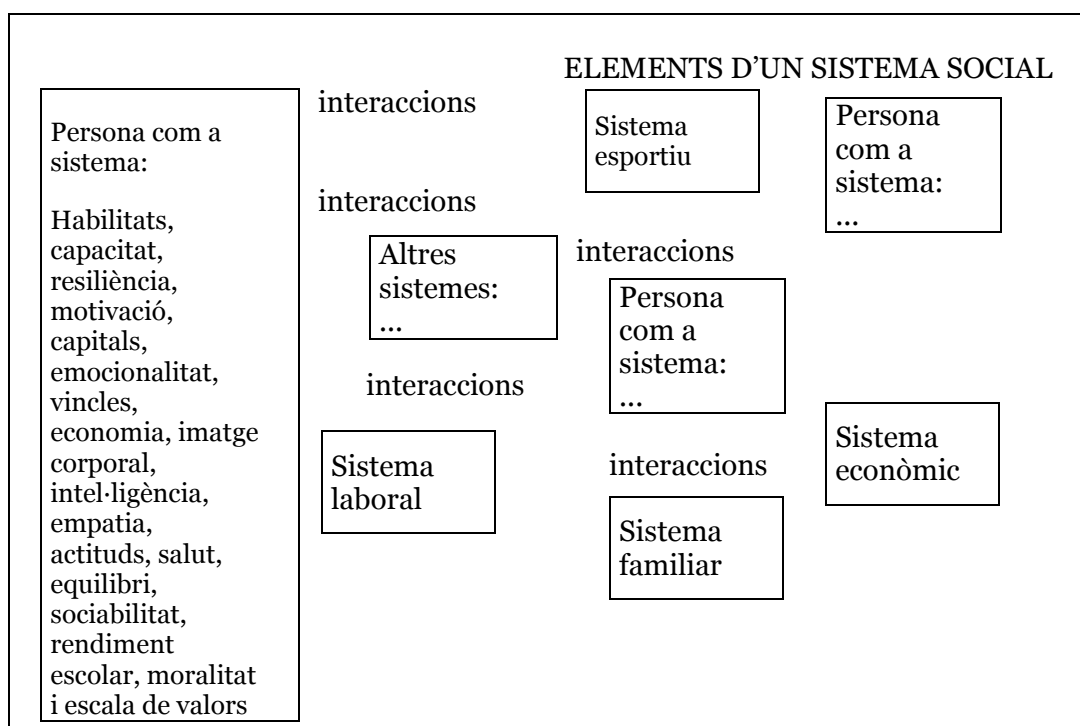 ELEMENTS D’UN SISTEMA SOCIAL
Persona com a
sistema:
Habilitats,
capacitat,
resiliència,
motivació,
capitals,
emocionalitat,
vincles,
economia, imatge
corporal,
intel·ligència,
empatia,
actituds, salut,
equilibri,
sociabilitat,
rendiment
escolar, moralitat
i escala de valors
interaccions
interaccions
Altres
sistemes:
...
interaccions
Sistema
laboral
Sistema
esportiu
interaccions
Persona
com a
sistema:
...
interaccions
Sistema
familiar
Persona
com a
sistema:
...
Sistema
econòmic